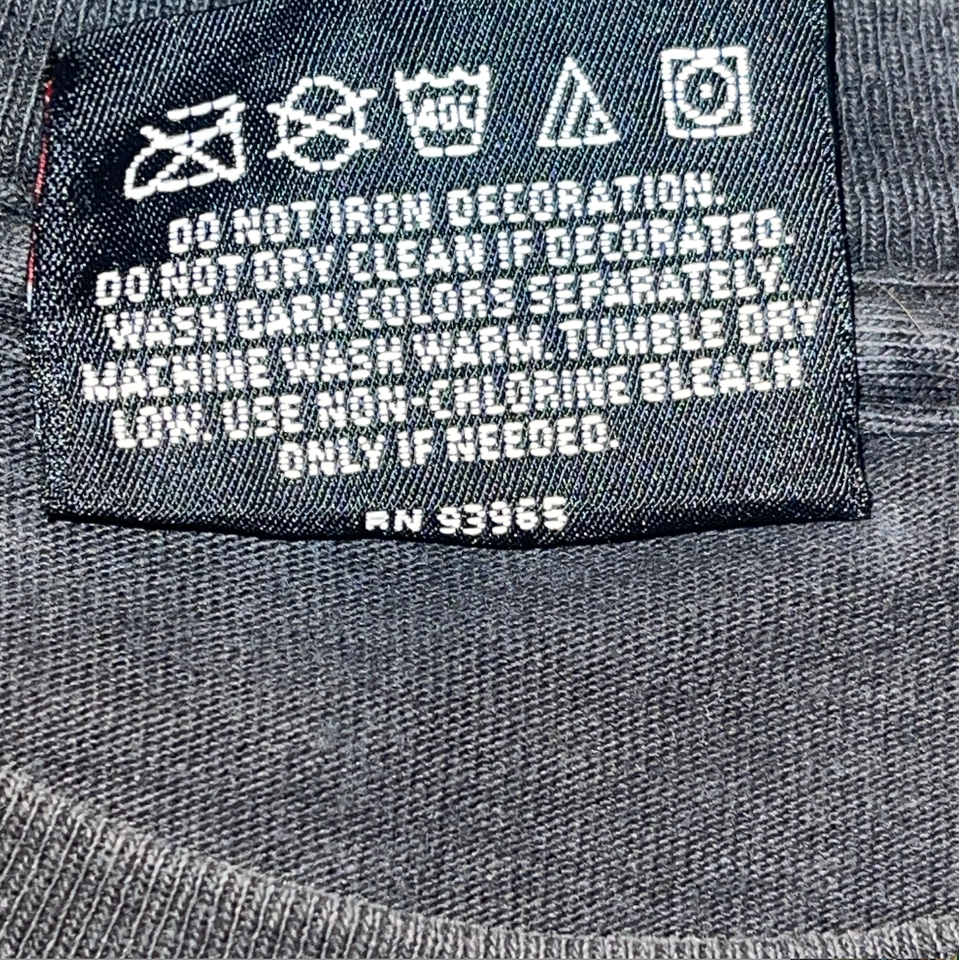 40C
DO NOT IRON DECORATION.
DO NOT DRY CLEAN IF DECORATED.
WASH DARK COLORS SEPARATELY.
MACHINE WASH WARM. TUMBLE DRY
LOW. USE NON-CHLORINE BLEACH
ONLY IF NEEDED.
RN 93965